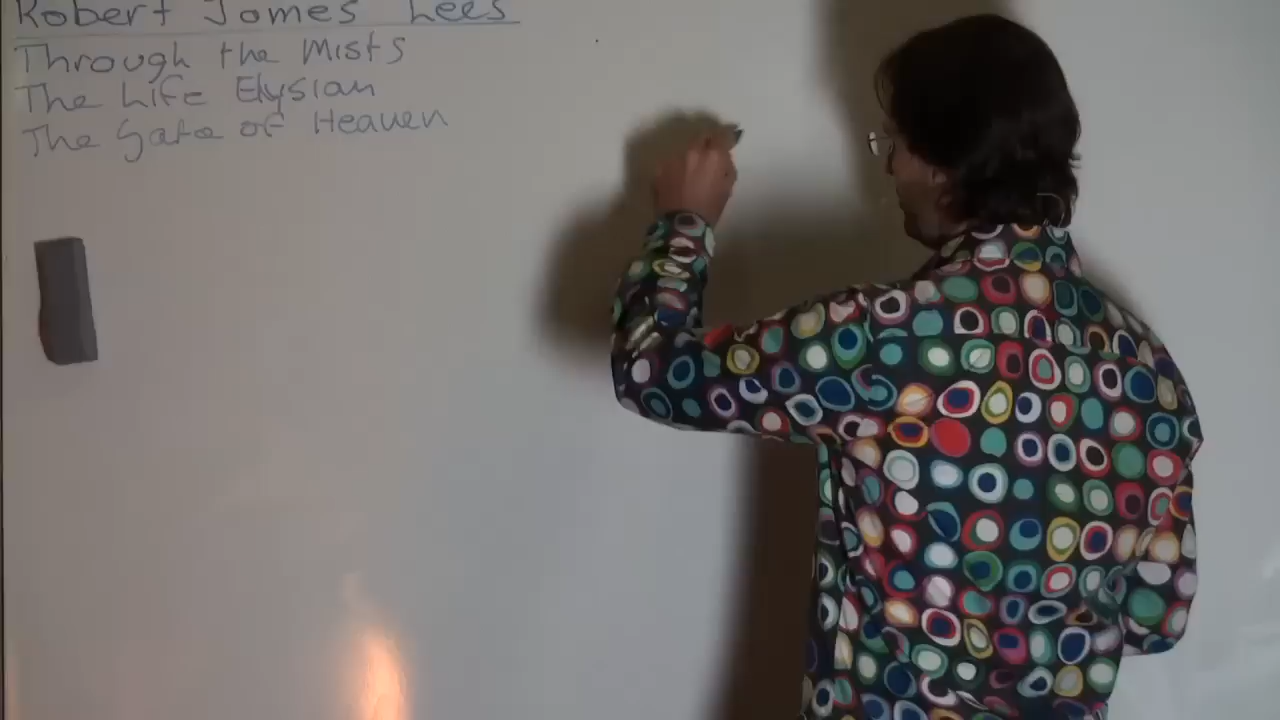 Robert James Lees
Through the Mists
The Life Elysian
The Gate of Heaven